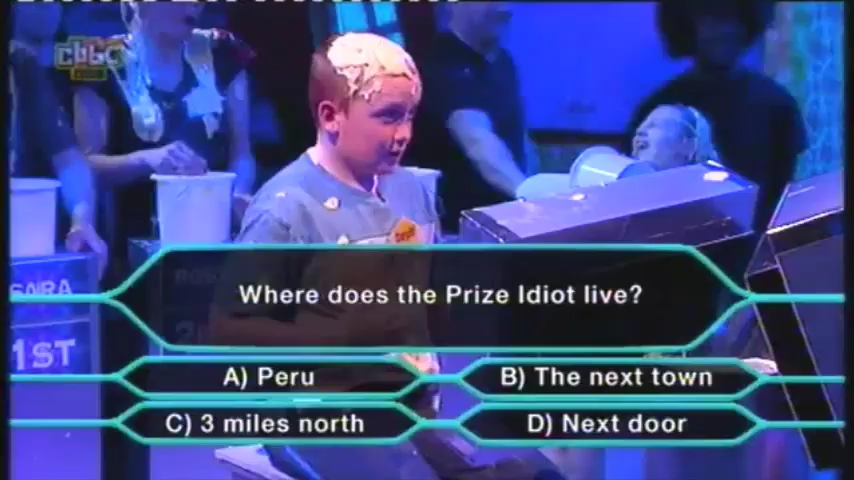 cbbc
SARA
1ST
Where does the Prize Idiot live?
A) Peru
B) The next town
C) 3 miles north
D) Next door